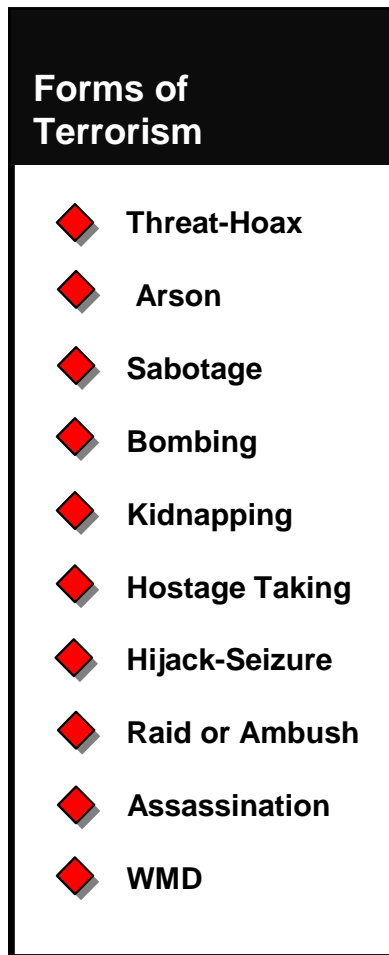 Forms of
Terrorism
Threat-Hoax
Arson
Sabotage
Bombing
Kidnapping
Hostage Taking
Hijack-Seizure
Raid or Ambush
Assassination
WMD